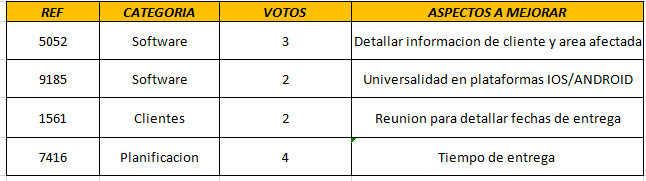 REF CATEGORIA VOTOS ASPECTOS A MEJORAR
5052 Software 3 Detallar informacion de cliente y area afectada
9185 Software 2 Universalidad en plataformas IOS/ANDROID
1561 Clientes 2 Reunion para detallar fechas de entrega
7416 Planificacion 4 Tiempo de entrega